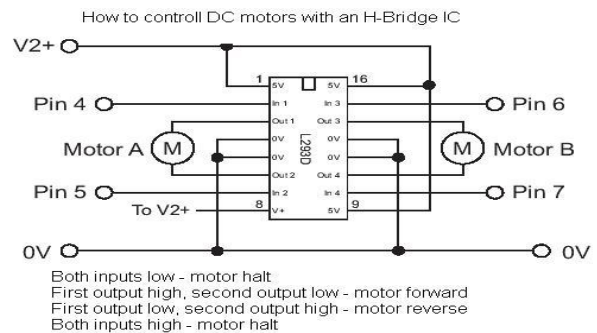 How to controll DC motors with an H-Bridge IC
V2+
1 5V 5V 16
Pin 4 In 1 In 3 Pin 6
Out 1 Out 3
Motor A M 0V 0V M Motor B
L293D
0V 0V
Out 2 Out 4
Pin 5 In 2 In 4 Pin 7
To V2+ 8 V+ 5V 9
0V 0V
Both inputs low - motor halt
First output high, second output low - motor forward
First output low, second output high - motor reverse
Both inputs high - motor halt